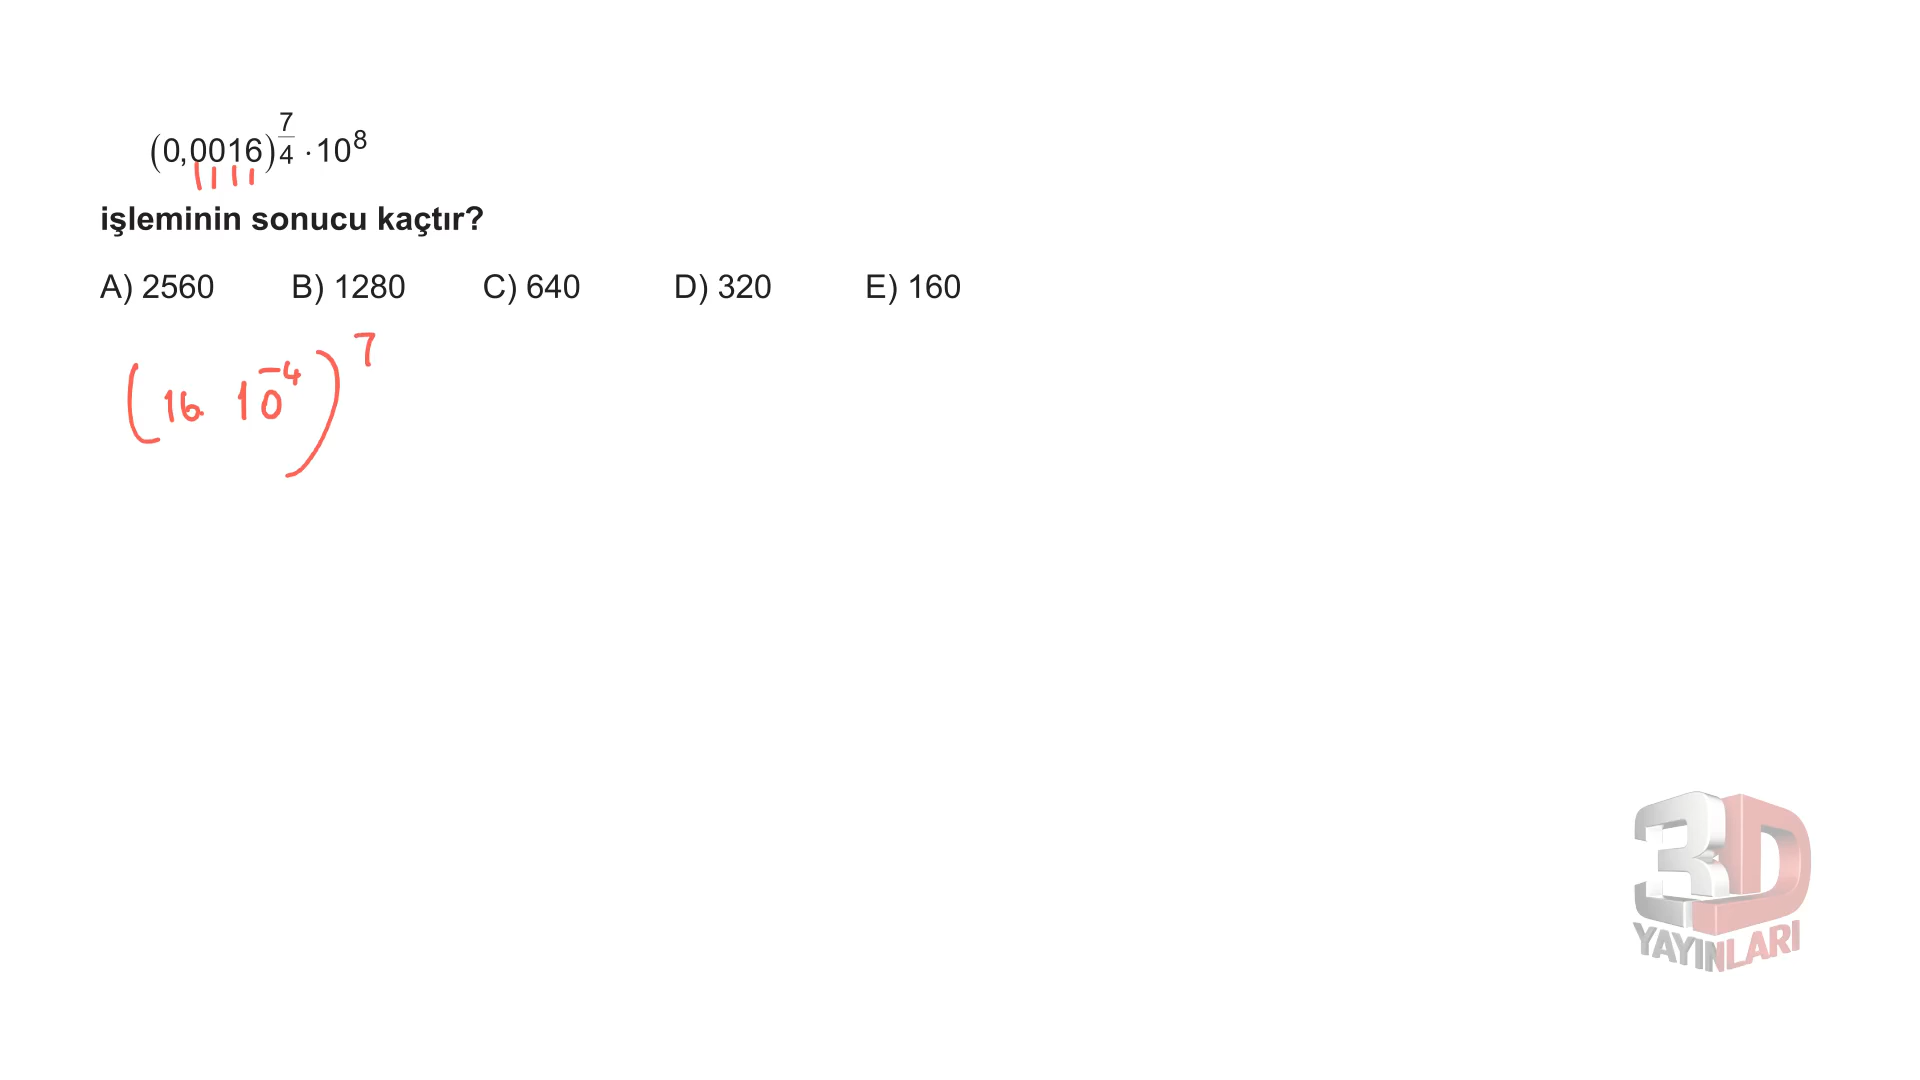 (0,0016)^{7/4} · 10^8
işleminin sonucu kaçtır?
A) 2560 B) 1280 C) 640 D) 320 E) 160
(16. 10^{-4})^7
3D
YAYINLARI